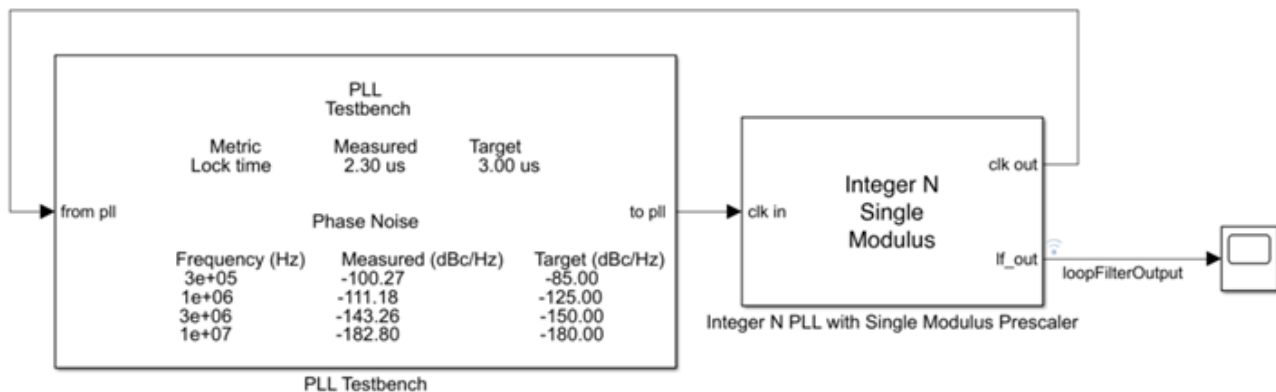 PLL
Testbench
Metric Measured Target
Lock time 2.30 us 3.00 us
from pll
to pll
Phase Noise
Frequency (Hz) Measured (dBc/Hz) Target (dBc/Hz)
3e+05 -100.27 -85.00
1e+06 -111.18 -125.00
3e+06 -143.26 -150.00
1e+07 -182.80 -180.00
PLL Testbench
clk in
Integer N
Single
Modulus
clk out
lf_out
loopFilterOutput
Integer N PLL with Single Modulus Prescaler